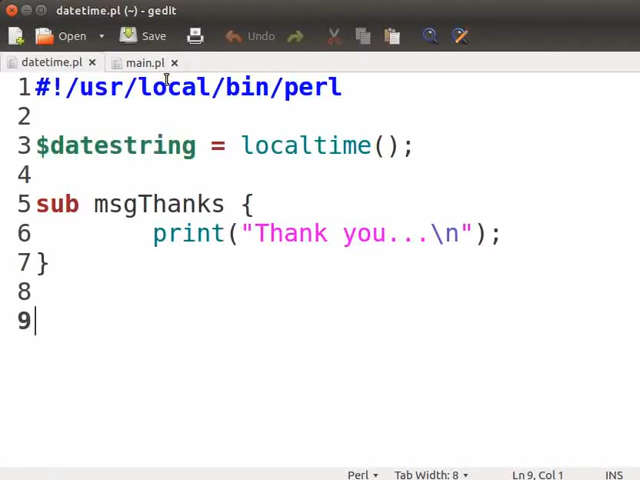 datetime.pl (~) - gedit
Open Save Undo
datetime.pl × main.pl ×
1 #!/usr/local/bin/perl
2
3 $datestring = localtime();
4
5 sub msgThanks {
6 print("Thank you...\n");
7 }
8
9
Perl Tab Width: 8 Ln 9, Col 1 INS